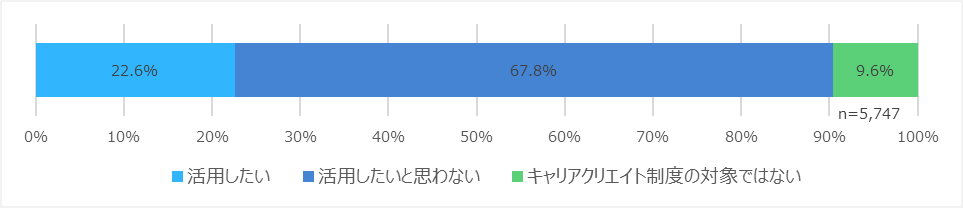 22.6% 67.8% 9.6%
n=5,747
0% 10% 20% 30% 40% 50% 60% 70% 80% 90% 100%
活用したい 活用したいと思わない キャリアクリエイト制度の対象ではない